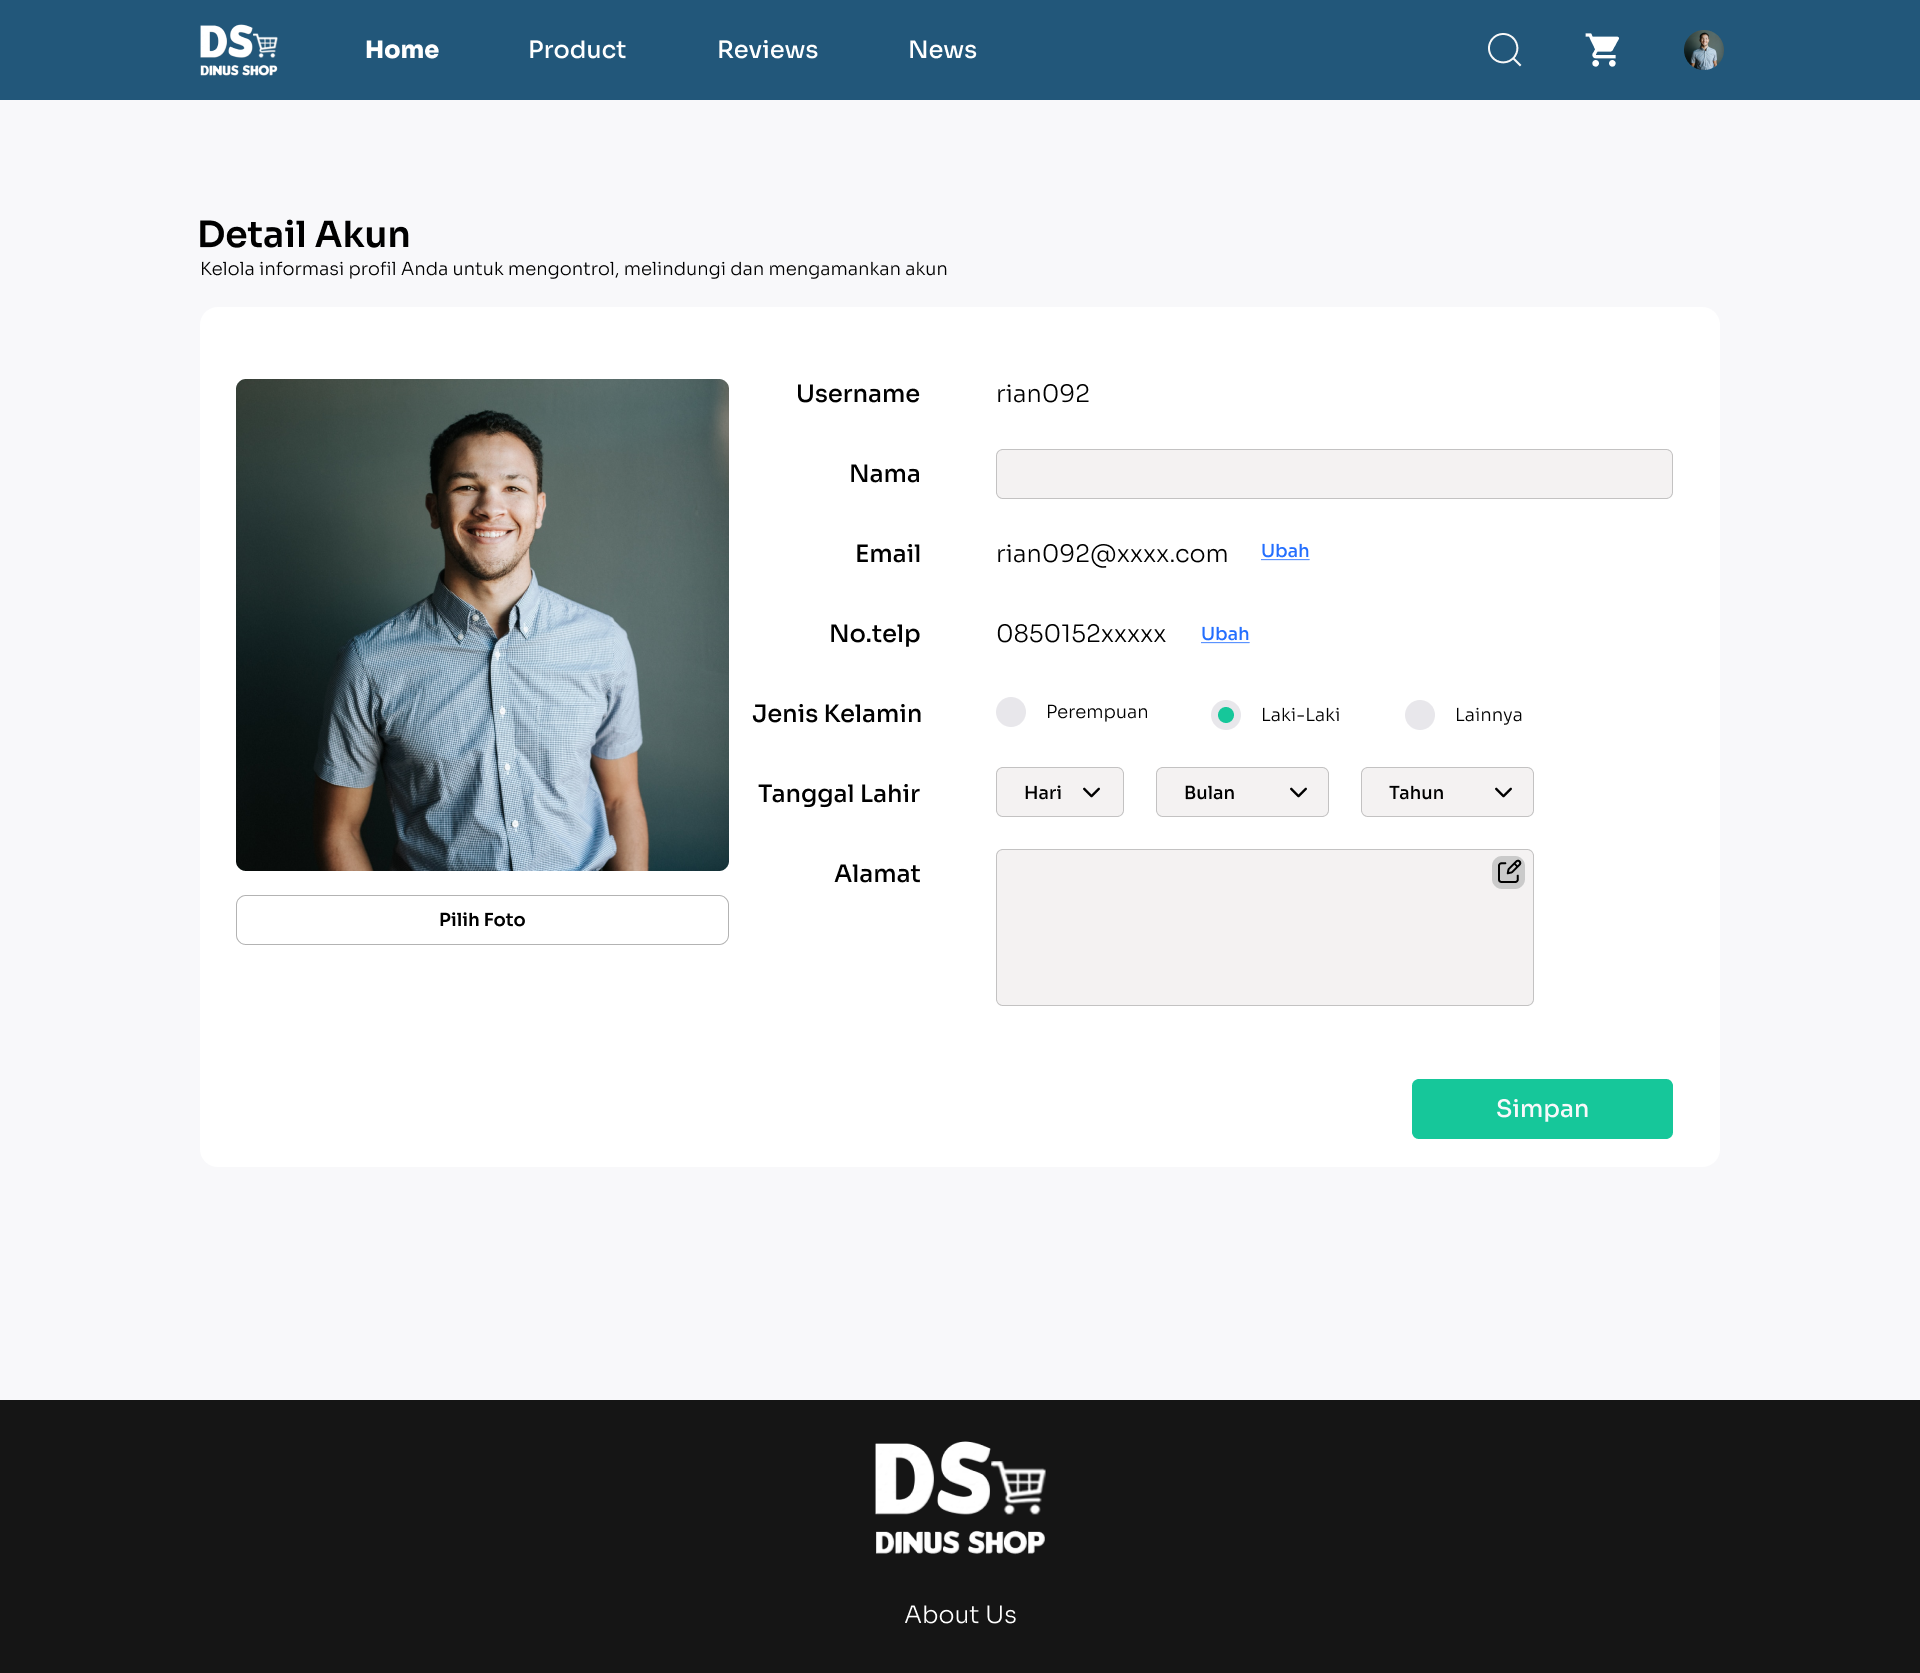 DS
DINUS SHOP
Home
Product
Reviews
News
Detail Akun
Kelola informasi profil Anda untuk mengontrol, melindungi dan mengamankan akun
Username
rian092
Nama
Email
rian092@xxxx.com
Ubah
No.telp
0850152xxxxx
Ubah
Jenis Kelamin
Perempuan
Laki-Laki
Lainnya
Tanggal Lahir
Hari
Bulan
Tahun
Alamat
Pilih Foto
Simpan
DS
DINUS SHOP
About Us